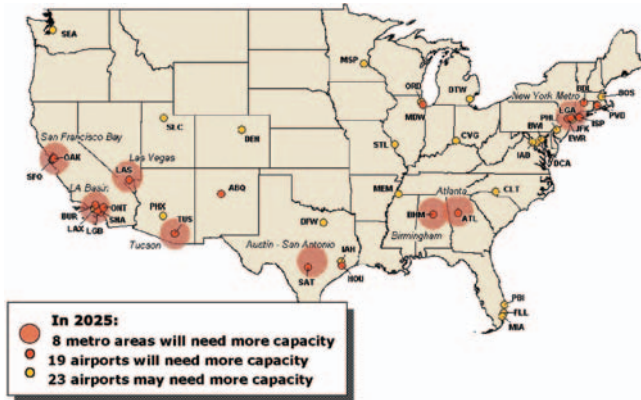 SEA
MSP
ORD
DTW
New York Metro
BDL
BOS
MDW
LGA
PVD
ISP
JFK
EWR
PHL
BWI
IAD
DCA
SLC
DEN
STL
CVG
San Francisco Bay
OAK
SFO
Las Vegas
LAS
LA Basin
ONT
BUR
SNA
LAX
LGB
PHX
TUS
Tucson
ABQ
MEM
Atlanta
CLT
BHM
ATL
Birmingham
DFW
Austin - San Antonio
IAH
SAT
HOU
PBI
FLL
MIA
In 2025:
8 metro areas will need more capacity
19 airports will need more capacity
23 airports may need more capacity